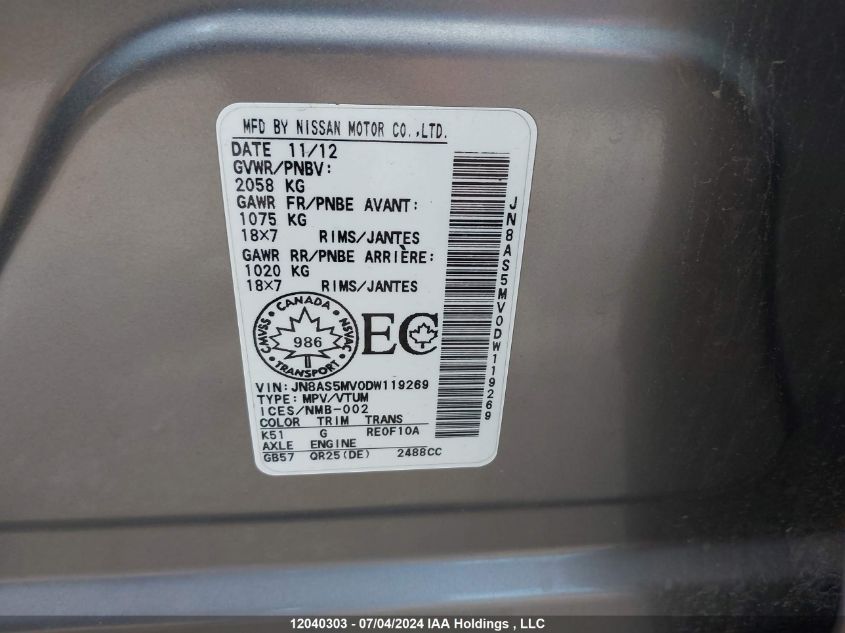 MFD BY NISSAN MOTOR CO.,LTD.
DATE 11/12
GVWR/PNBV:
2058 KG
GAWR FR/PNBE AVANT:
1075 KG
18×7 RIMS/JANTES
GAWR RR/PNBE ARRIÈRE:
1020 KG
18×7 RIMS/JANTES
CANADA
CMVSS 986 NSVAC
TRANSPORT
EC
VIN: JN8AS5MV0DW119269
TYPE: MPV/VTUM
ICES/NMB-002
COLOR TRIM TRANS
K51 G RE0F10A
AXLE ENGINE
GB57 QR25(DE) 2488CC
JN8AS5MV0DW119269
12040303 - 07/04/2024 IAA Holdings , LLC